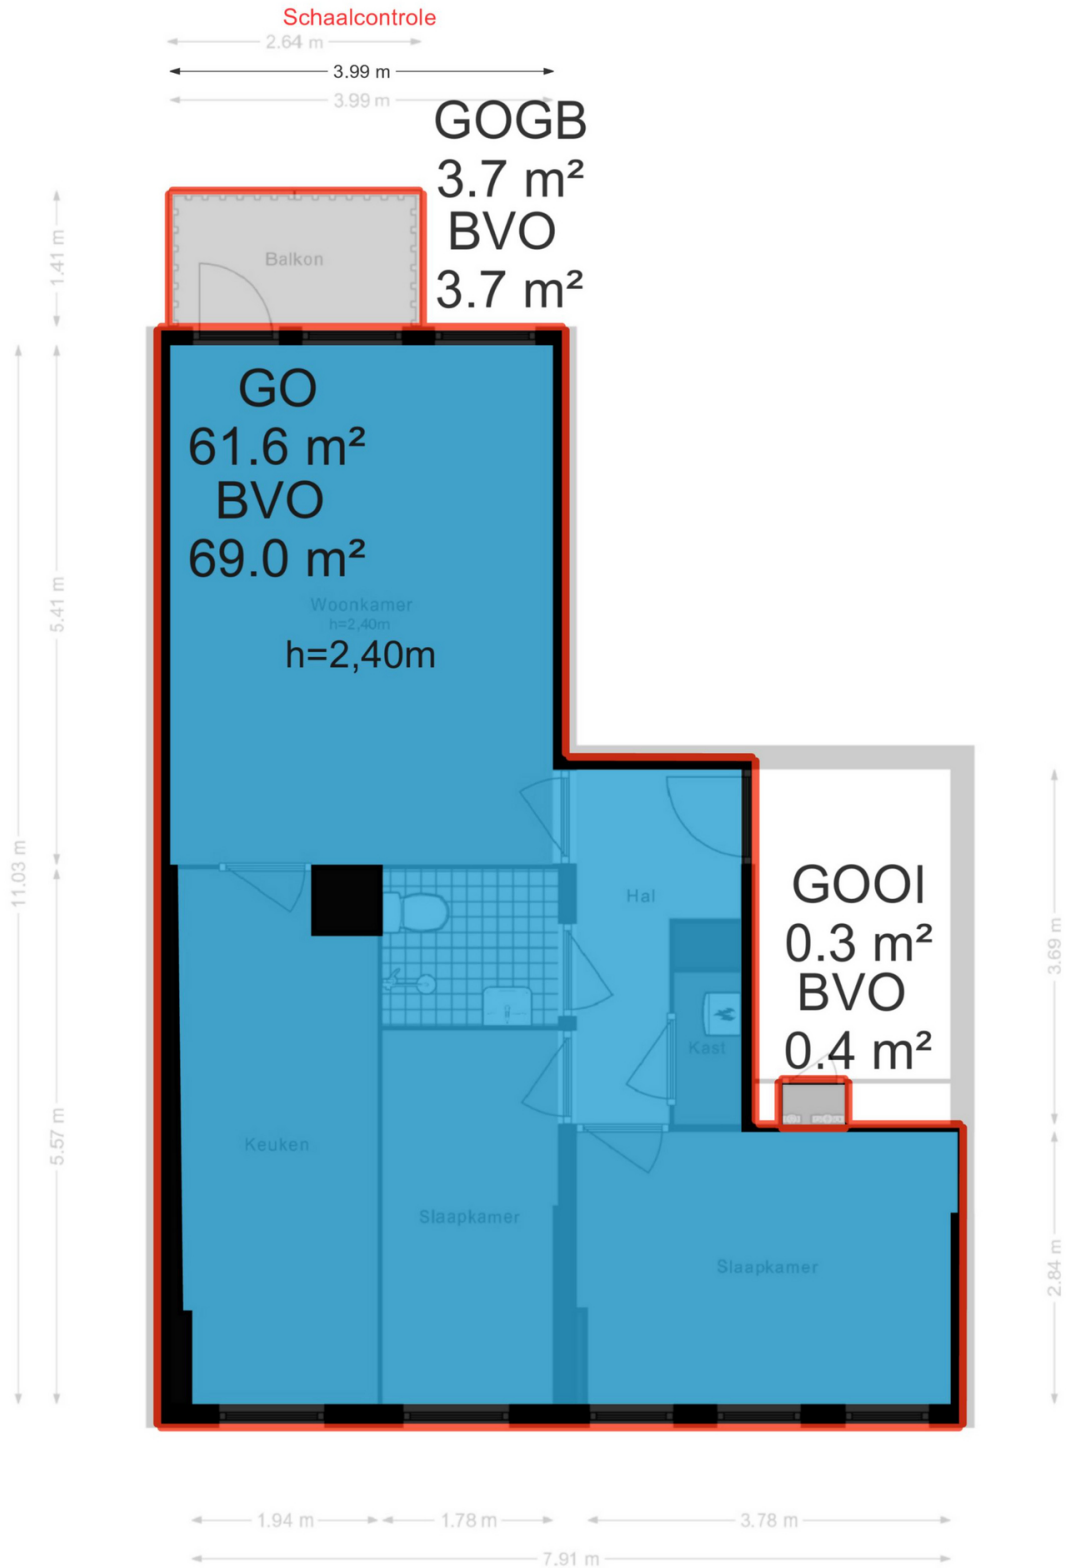 Schaalcontrole
2.64 m
3.99 m
3.99 m
GOGB
3.7 m²
BVO
3.7 m²
1.41 m
Balkon
GO
61.6 m²
BVO
69.0 m²
Woonkamer
h=2,40m
h=2,40m
5.41 m
11.03 m
Hal
GOOI
0.3 m²
BVO
0.4 m²
3.69 m
Kast
Keuken
5.57 m
Slaapkamer
Slaapkamer
2.84 m
1.94 m
1.78 m
3.78 m
7.91 m